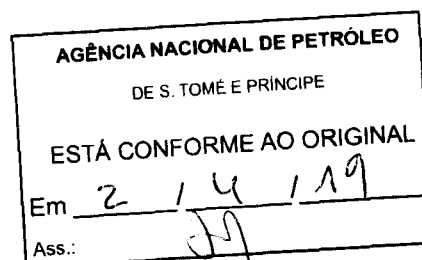 AGÊNCIA NACIONAL DE PETRÓLEO
DE S. TOMÉ E PRÍNCIPE
ESTÁ CONFORME AO ORIGINAL
Em 2 / 4 / 19
Ass.: